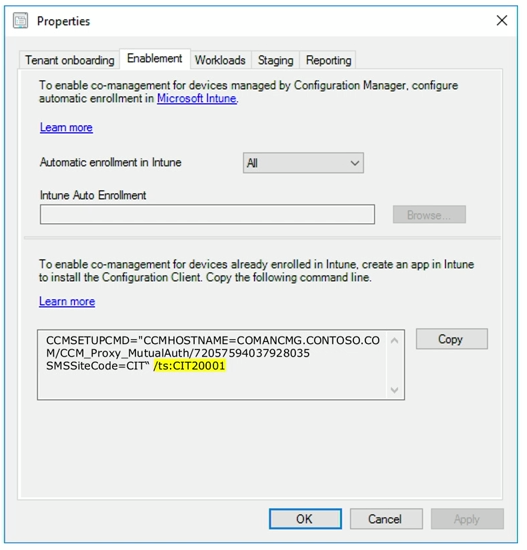 Properties
Tenant onboarding Enablement Workloads Staging Reporting
To enable co-management for devices managed by Configuration Manager, configure
automatic enrollment in Microsoft Intune.
Learn more
Automatic enrollment in Intune All
Intune Auto Enrollment
Browse...
To enable co-management for devices already enrolled in Intune, create an app in Intune
to install the Configuration Client. Copy the following command line.
Learn more
CCMSETUPCMD="CCMHOSTNAME=COMANCMG.CONTOSO.CO Copy
M/CCM_Proxy_MutualAuth/72057594037928035
SMSSiteCode=CIT" /ts:CIT20001
OK Cancel Apply